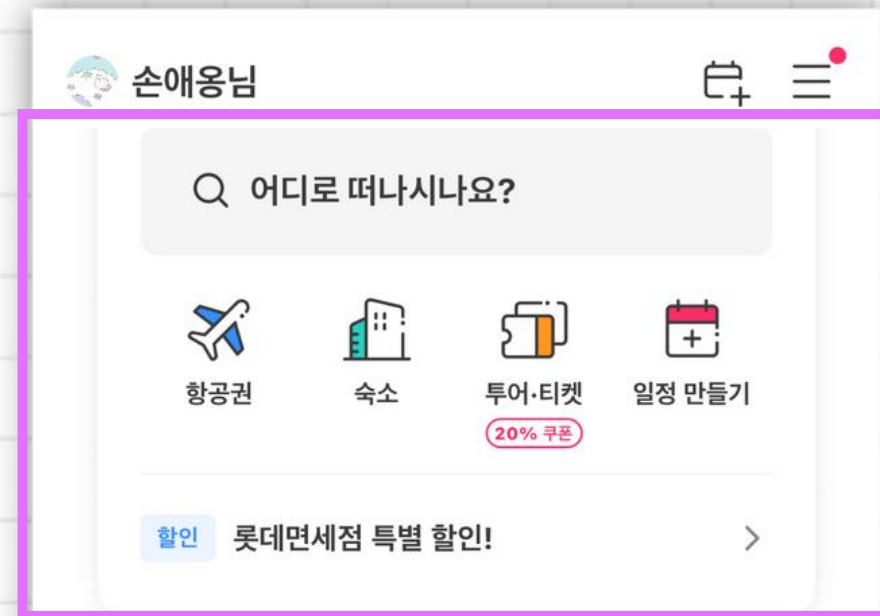 손애옹님
어디로 떠나시나요?
항공권 숙소 투어·티켓 일정 만들기
20% 쿠폰
할인 롯데면세점 특별 할인!